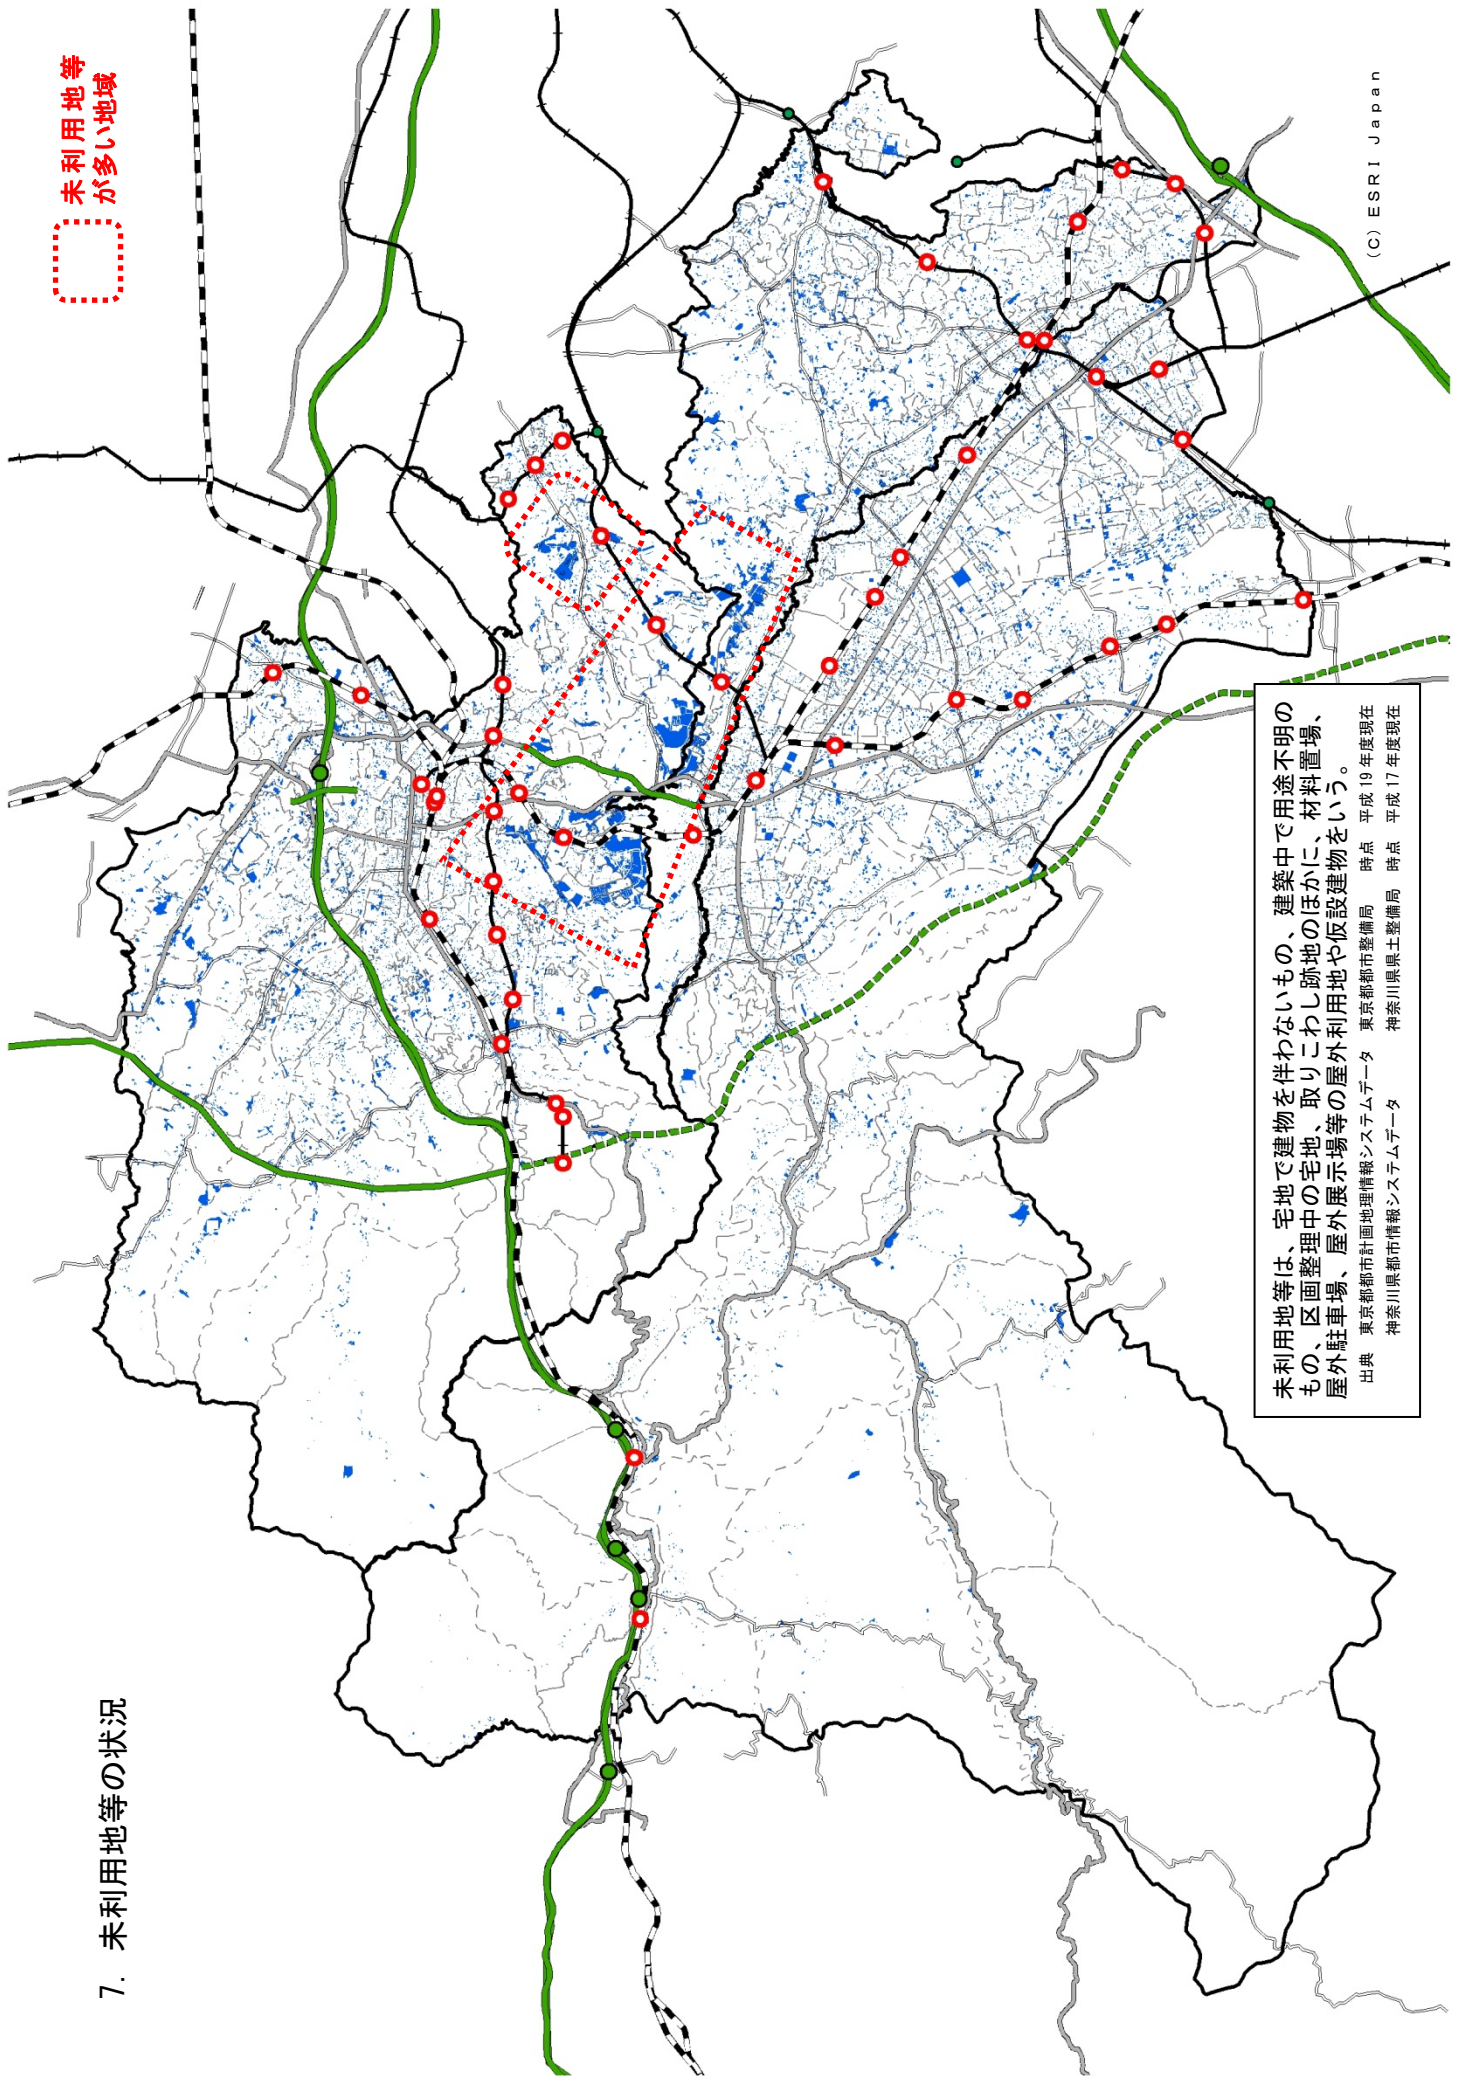 7. 未利用地等の状況
未利用地等
が多い地域
未利用地等は、宅地で建物を伴わないもの、建築中で用途不明の
もの、区画整理中の宅地、取りこわし跡地のほかに、材料置場、
屋外駐車場、屋外展示場等の屋外利用地や仮設建物をいう。
出典 東京都都市計画地理情報システムデータ 東京都都市整備局 時点 平成19年度現在
神奈川県都市情報システムデータ 神奈川県県土整備局 時点 平成17年度現在
(C) ESRI Japan